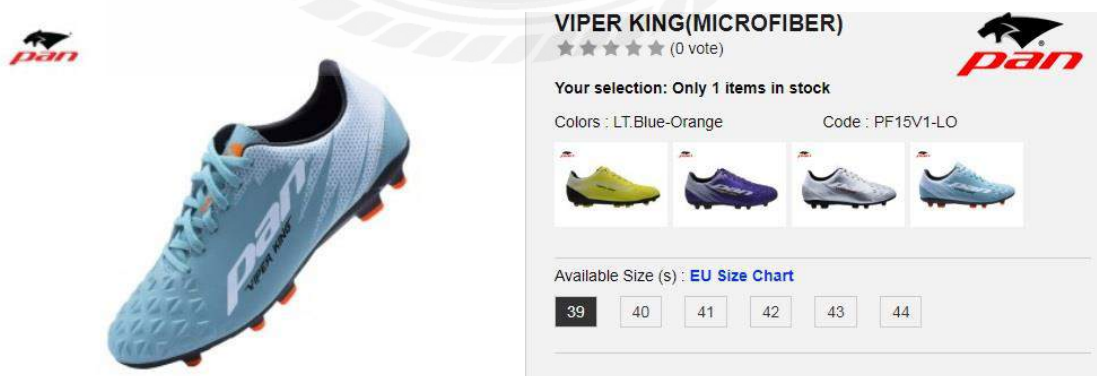 pan
pan
VIPER KING
VIPER KING(MICROFIBER)
(0 vote)
pan
Your selection: Only 1 items in stock
Colors : LT.Blue-Orange
Code : PF15V1-LO
pan
Available Size (s) : EU Size Chart
39 40 41 42 43 44